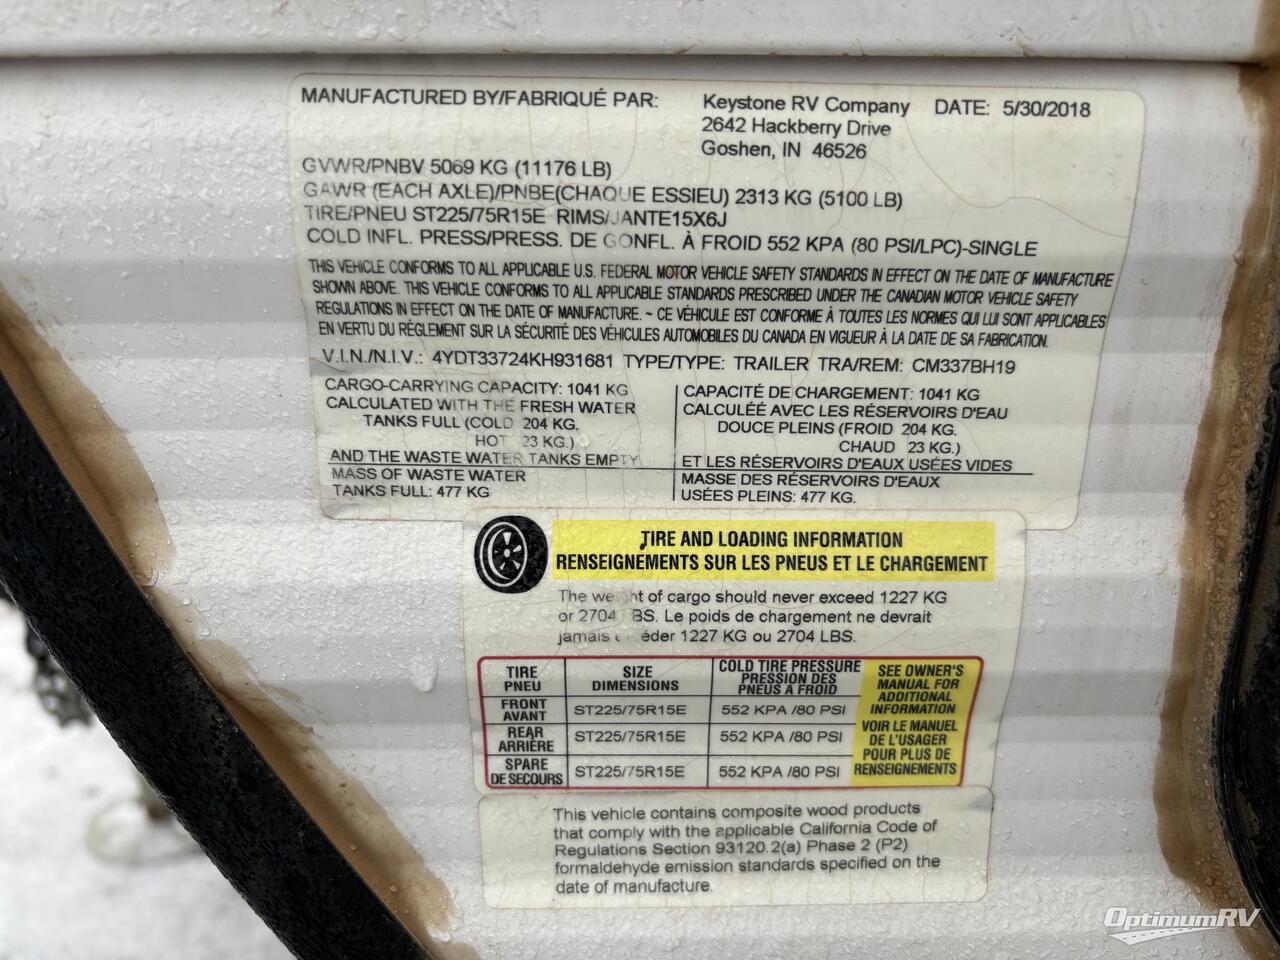 MANUFACTURED BY/FABRIQUÉ PAR: Keystone RV Company DATE: 5/30/2018
2642 Hackberry Drive
Goshen, IN 46526
GVWR/PNBV 5069 KG (11176 LB)
GAWR (EACH AXLE)/PNBE(CHAQUE ESSIEU) 2313 KG (5100 LB)
TIRE/PNEU ST225/75R15E RIMS/JANTE15X6J
COLD INFL. PRESS/PRESS. DE GONFL. À FROID 552 KPA (80 PSI/LPC)-SINGLE
THIS VEHICLE CONFORMS TO ALL APPLICABLE U.S. FEDERAL MOTOR VEHICLE SAFETY STANDARDS IN EFFECT ON THE DATE OF MANUFACTURE
SHOWN ABOVE. THIS VEHICLE CONFORMS TO ALL APPLICABLE STANDARDS PRESCRIBED UNDER THE CANADIAN MOTOR VEHICLE SAFETY
REGULATIONS IN EFFECT ON THE DATE OF MANUFACTURE. ~ CE VÉHICULE EST CONFORME À TOUTES LES NORMES QUI LUI SONT APPLICABLES
EN VERTU DU RÉGLEMENT SUR LA SÉCURITÉ DES VÉHICULES AUTOMOBILES DU CANADA EN VIGUEUR À LA DATE DE SA FABRICATION.
V.I.N./N.I.V.: 4YDT33724KH931681 TYPE/TYPE: TRAILER TRA/REM: CM337BH19
CARGO-CARRYING CAPACITY: 1041 KG
CALCULATED WITH THE FRESH WATER
TANKS FULL (COLD 204 KG.
HOT 23 KG.)
AND THE WASTE WATER TANKS EMPTY
MASS OF WASTE WATER
TANKS FULL: 477 KG
CAPACITÉ DE CHARGEMENT: 1041 KG
CALCULÉE AVEC LES RÉSERVOIRS D'EAU
DOUCE PLEINS (FROID 204 KG.
CHAUD 23 KG.)
ET LES RÉSERVOIRS D'EAUX USÉES VIDES
MASSE DES RÉSERVOIRS D'EAUX
USÉES PLEINS: 477 KG.
TIRE AND LOADING INFORMATION
RENSEIGNEMENTS SUR LES PNEUS ET LE CHARGEMENT
The of cargo should never exceed 1227 KG
or 2704 BS. Le poids de chargement ne devrait
jamais 1227 KG ou 2704 LBS.
TIRE PNEU SIZE DIMENSIONS COLD TIRE PRESSURE PRESSION DES PNEUS A FROID
FRONT AVANT ST225/75R15E 552 KPA /80 PSI
REAR ARRIÈRE ST225/75R15E 552 KPA /80 PSI
SPARE DE SECOURS ST225/75R15E 552 KPA /80 PSI
SEE OWNER'S
MANUAL FOR
ADDITIONAL
INFORMATION
VOIR LE MANUEL
DE L'USAGER
POUR PLUS DE
RENSEIGNEMENTS
This vehicle contains composite wood products
that comply with the applicable California Code of
Regulations Section 93120.2(a) Phase 2 (P2)
formaldehyde emission standards specified on the
date of manufacture.
OptimumRV